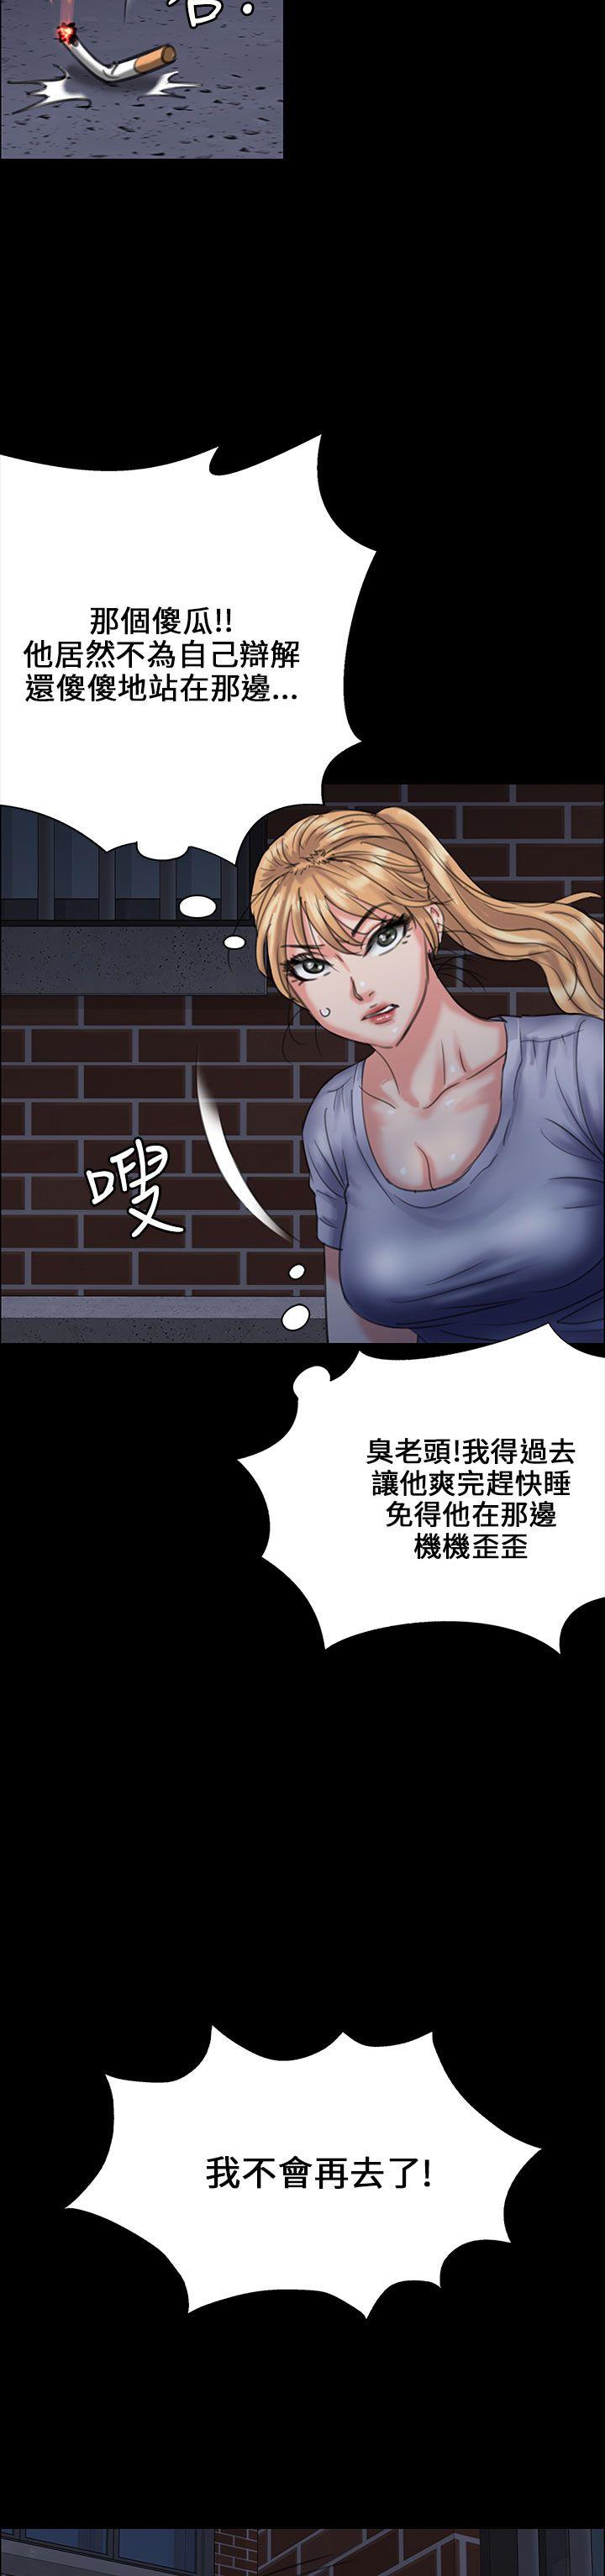 那個傻瓜!!
他居然不為自己辯解
還傻傻地站在那邊...
嗖
臭老頭!我得過去
讓他爽完趕快睡
免得他在那邊
機機歪歪
我不會再去了!